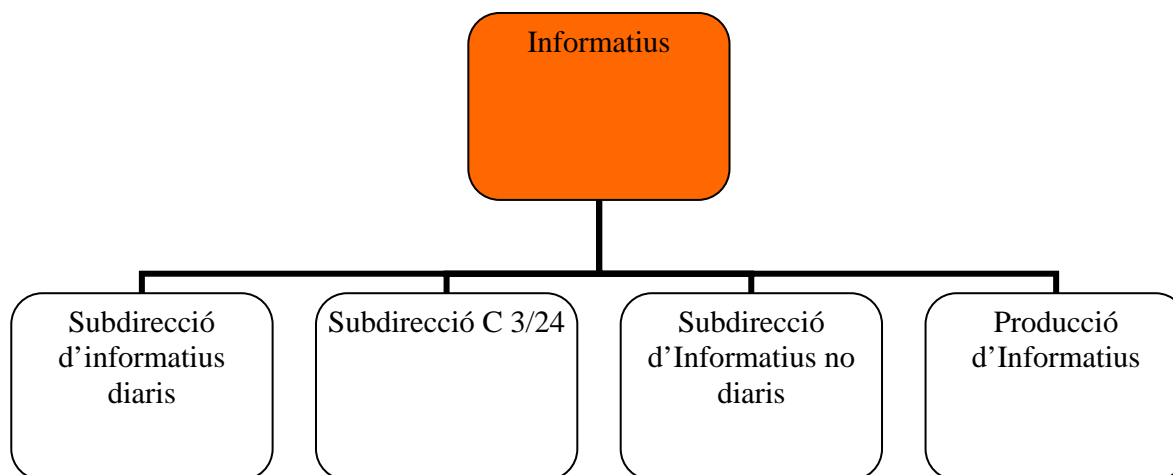 Informatius
Subdirecció
d’informatius
diaris
Subdirecció C 3/24
Subdirecció
d’Informatius no
diaris
Producció
d’Informatius